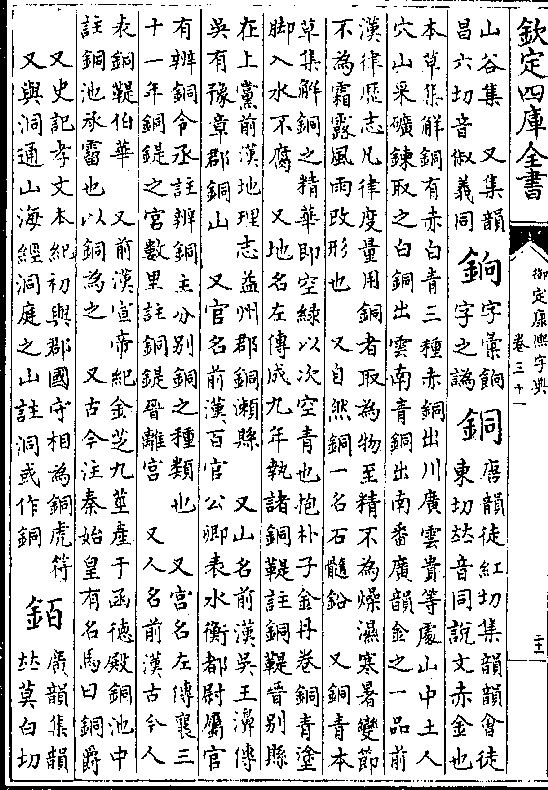 欽定四庫全書
御定康熙字典
卷三十一
山谷集　又集韻
昌六切音俶義同
銄
字彙餉
字之譌
銅
唐韻徒紅切集韻韻會徒
東切𠀤音同說文赤金也
本草集解銅有赤白青三種赤銅出川廣雲貴等處山中土人
穴山采礦鍊取之白銅出雲南青銅出南番廣韻金之一品前
漢律歴志凡律度量用銅者取為物至精不為燥濕寒暑變節
不為霜露風雨改形也　又自然銅一名石髓鉛　又銅青本
草集解銅之精華即空綠以次空青也抱朴子金丹卷銅青塗
脚入水不腐　又地名左傳成九年執諸銅鞮註銅鞮晉别縣
在上黨前漢地理志益州郡銅瀬縣　又山名前漢吳王濞傳
吳有豫章郡銅山　又官名前漢百官公卿表水衡都尉屬官
有辨銅令丞註辨銅主分别銅之種類也　又宫名左傳襄三
十一年銅鍉之宫數里註銅鍉晉離宫　又人名前漢古今人
表銅鞮伯華　又前漢宣帝紀金芝九莖產于函德殿銅池中
註銅池承霤也以銅為之　又古今注秦始皇有名馬曰銅爵
又史記孝文本紀初與郡國守相為銅虎符
又與洞通山海經洞庭之山註洞或作銅
銆
廣韻集韻
𠀤莫白切